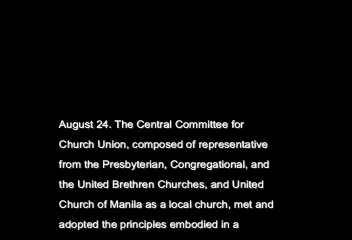 August 24. The Central Committee for
Church Union, composed of representative
from the Presbyterian, Congregational, and
the United Brethren Churches, and United
Church of Manila as a local church, met and
adopted the principles embodied in a